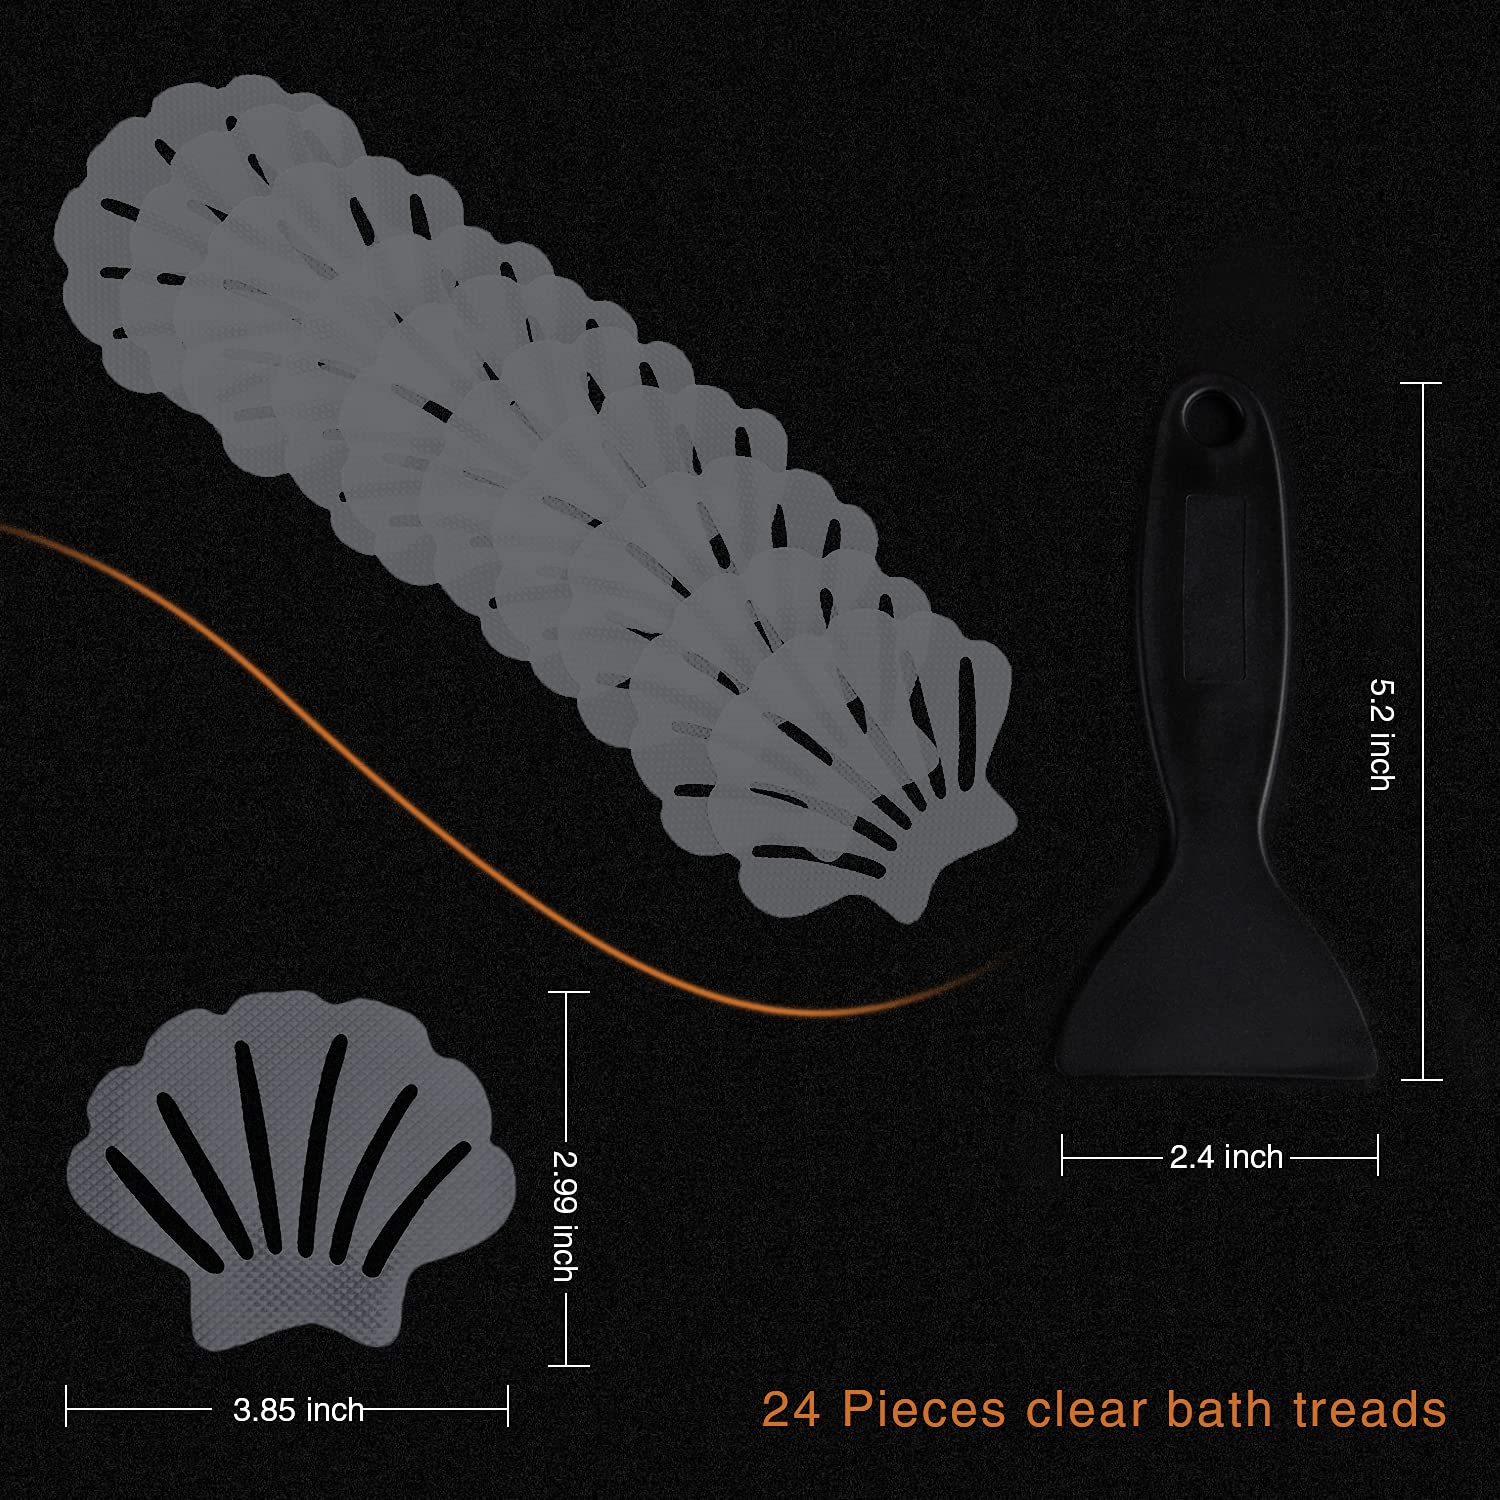 5.2 inch
2.4 inch
2.99 inch
3.85 inch
24 Pieces clear bath treads